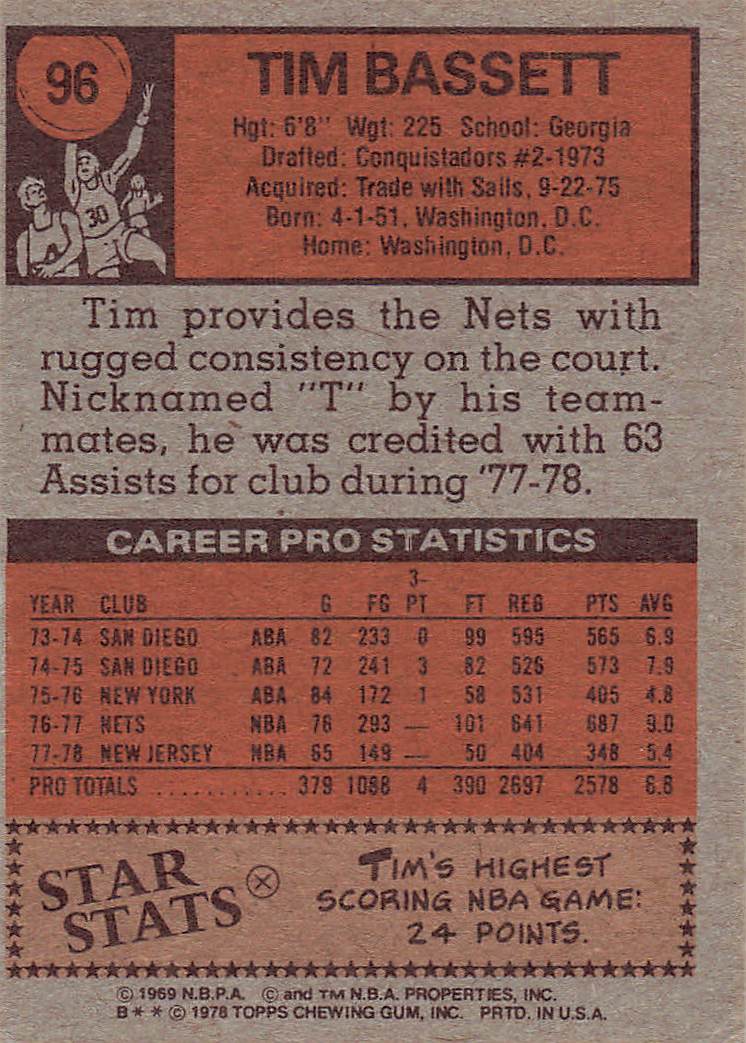 96
TIM BASSETT
Hgt: 6'8" Wgt: 225 School: Georgia
Drafted: Conquistadors #2-1973
Acquired: Trade with Sails, 9-22-75
Born: 4-1-51, Washington, D.C.
Home: Washington, D.C.
30
Tim provides the Nets with
rugged consistency on the court.
Nicknamed "T" by his team-
mates, he was credited with 63
Assists for club during '77-78.
CAREER PRO STATISTICS
YEAR CLUB G FG 3-PT FT REB PTS AVG
73-74 SAN DIEGO ABA 82 233 0 99 595 565 6.9
74-75 SAN DIEGO ABA 72 241 3 82 526 573 7.9
75-76 NEW YORK ABA 84 172 1 58 531 405 4.8
76-77 NETS NBA 76 293 — 101 641 687 9.0
77-78 NEW JERSEY NBA 65 149 — 50 404 348 5.4
PRO TOTALS ........... 379 1088 4 390 2697 2578 6.8
STAR STATS
TIM'S HIGHEST
SCORING NBA GAME:
24 POINTS.
© 1969 N.B.P.A. © and TM N.B.A. PROPERTIES, INC.
B * * © 1978 TOPPS CHEWING GUM, INC. PRTD. IN U.S.A.